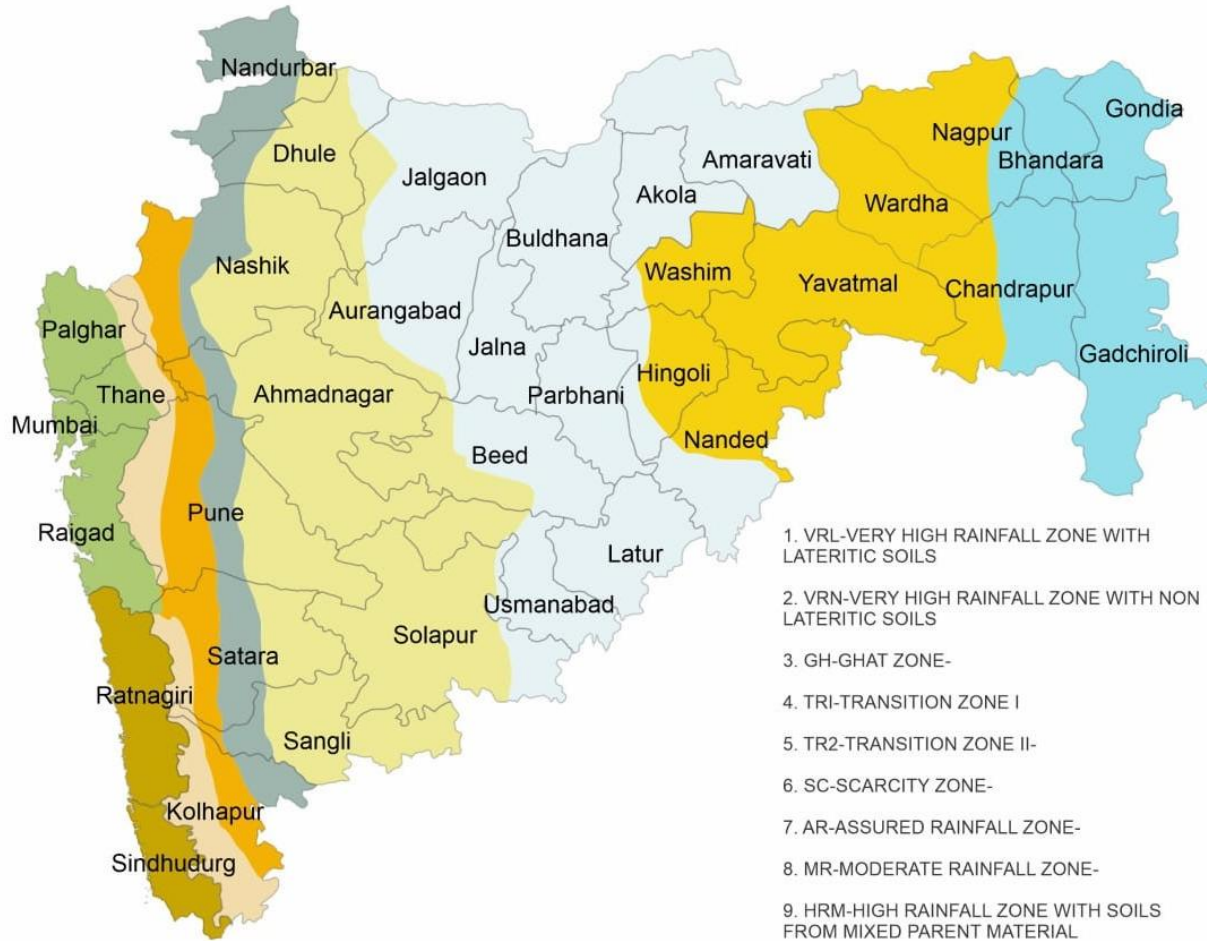 Nandurbar
Gondia
Nagpur
Dhule
Bhandara
Amaravati
Jalgaon
Akola
Wardha
Buldhana
Nashik
Washim
Yavatmal
Chandrapur
Aurangabad
Palghar
Jalna
Gadchiroli
Hingoli
Ahmadnagar
Thane
Parbhani
Mumbai
Nanded
Beed
Pune
Raigad
Latur
Usmanabad
Solapur
Satara
Ratnagiri
Sangli
Kolhapur
Sindhudurg
1. VRL-VERY HIGH RAINFALL ZONE WITH
LATERITIC SOILS
2. VRN-VERY HIGH RAINFALL ZONE WITH NON
LATERITIC SOILS
3. GH-GHAT ZONE-
4. TRI-TRANSITION ZONE I
5. TR2-TRANSITION ZONE II-
6. SC-SCARCITY ZONE-
7. AR-ASSURED RAINFALL ZONE-
8. MR-MODERATE RAINFALL ZONE-
9. HRM-HIGH RAINFALL ZONE WITH SOILS
FROM MIXED PARENT MATERIAL